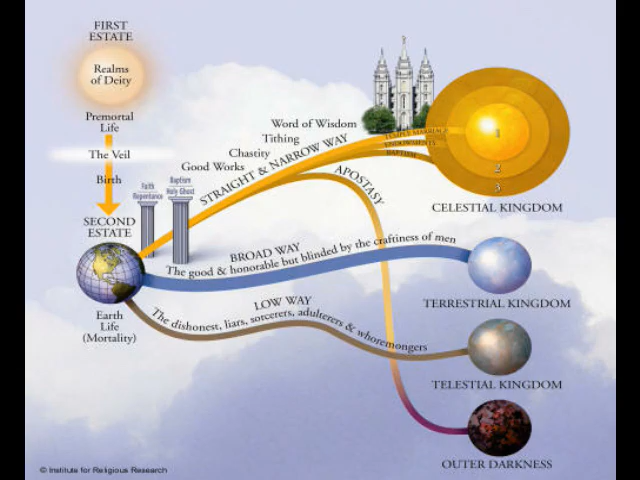 FIRST
ESTATE
Realms
of Deity
Premortal
Life
The Veil
Birth
SECOND
ESTATE
Earth
Life
(Mortality)
Faith
Repentance
Baptism
Holy Ghost
Word of Wisdom
Tithing
Chastity
Good Works
STRAIGHT & NARROW WAY
TEMPLE MARRIAGE
ENDOWMENTS
BAPTISM
1
2
3
CELESTIAL KINGDOM
APOSTASY
BROAD WAY
The good & honorable but blinded by the craftiness of men
TERRESTRIAL KINGDOM
LOW WAY
The dishonest, liars, sorcerers, adulterers & whoremongers
TELESTIAL KINGDOM
OUTER DARKNESS
© Institute for Religious Research